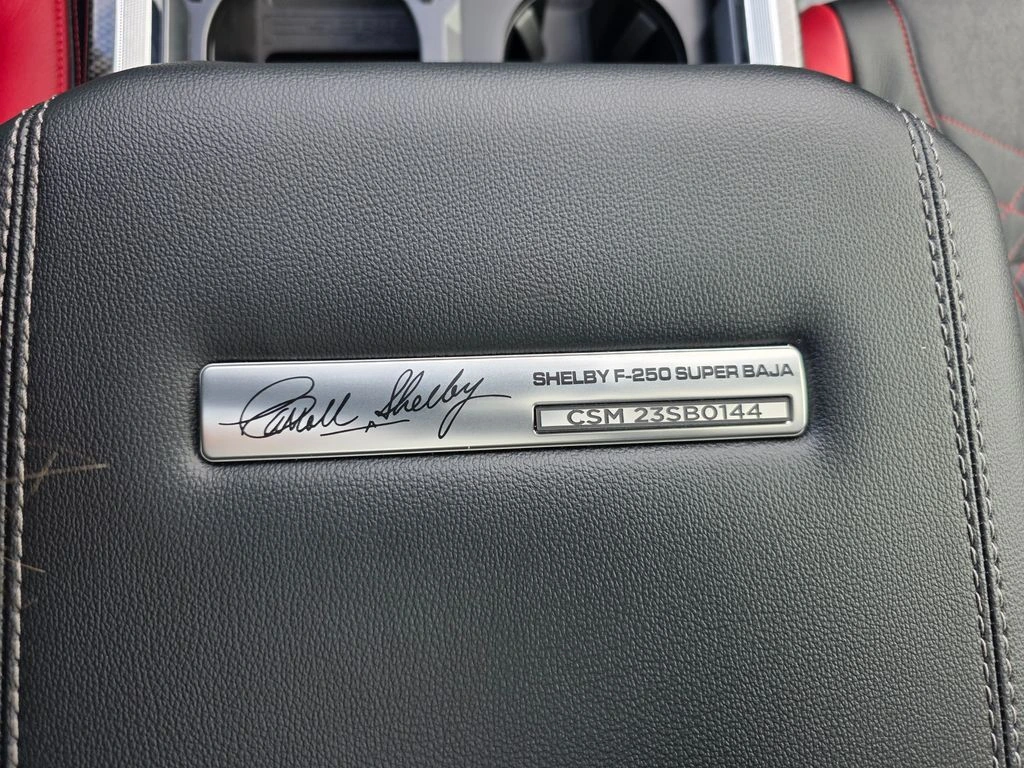 Carroll Shelby
SHELBY F-250 SUPER BAJA
CSM 23SB0144